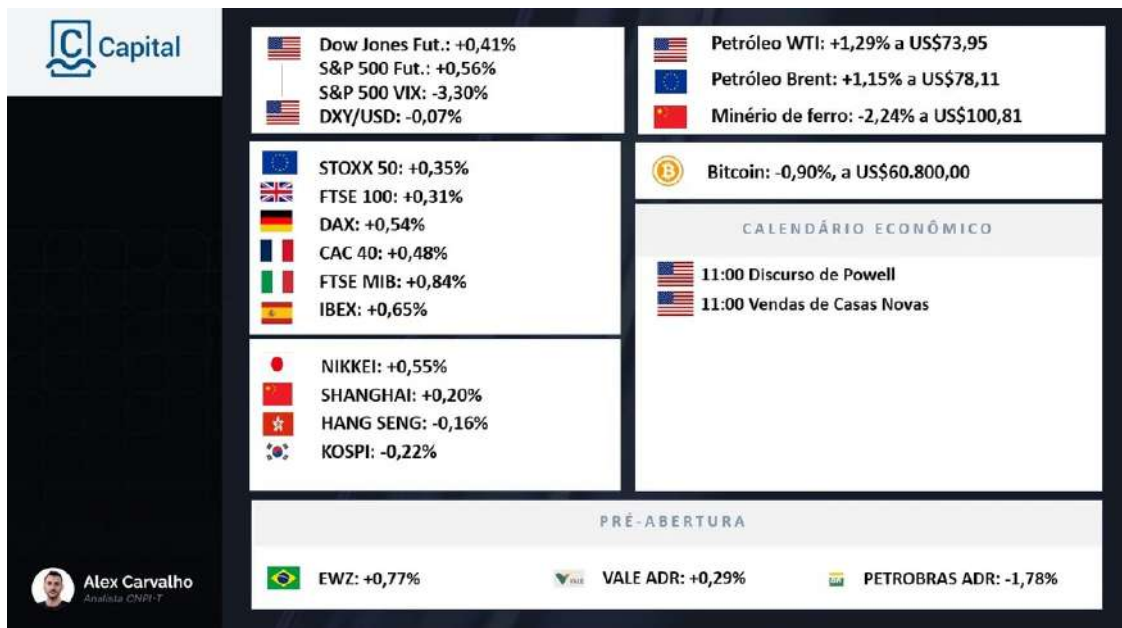 C Capital
Dow Jones Fut.: +0,41%
S&P 500 Fut.: +0,56%
S&P 500 VIX: -3,30%
DXY/USD: -0,07%
STOXX 50: +0,35%
FTSE 100: +0,31%
DAX: +0,54%
CAC 40: +0,48%
FTSE MIB: +0,84%
IBEX: +0,65%
NIKKEI: +0,55%
SHANGHAI: +0,20%
HANG SENG: -0,16%
KOSPI: -0,22%
Petróleo WTI: +1,29% a US$73,95
Petróleo Brent: +1,15% a US$78,11
Minério de ferro: -2,24% a US$100,81
Bitcoin: -0,90%, a US$60.800,00
CALENDÁRIO ECONÔMICO
11:00 Discurso de Powell
11:00 Vendas de Casas Novas
PRÉ-ABERTURA
EWZ: +0,77%
VALE VALE ADR: +0,29%
PETROBRAS ADR: -1,78%
Alex Carvalho
Analista CNPI-T